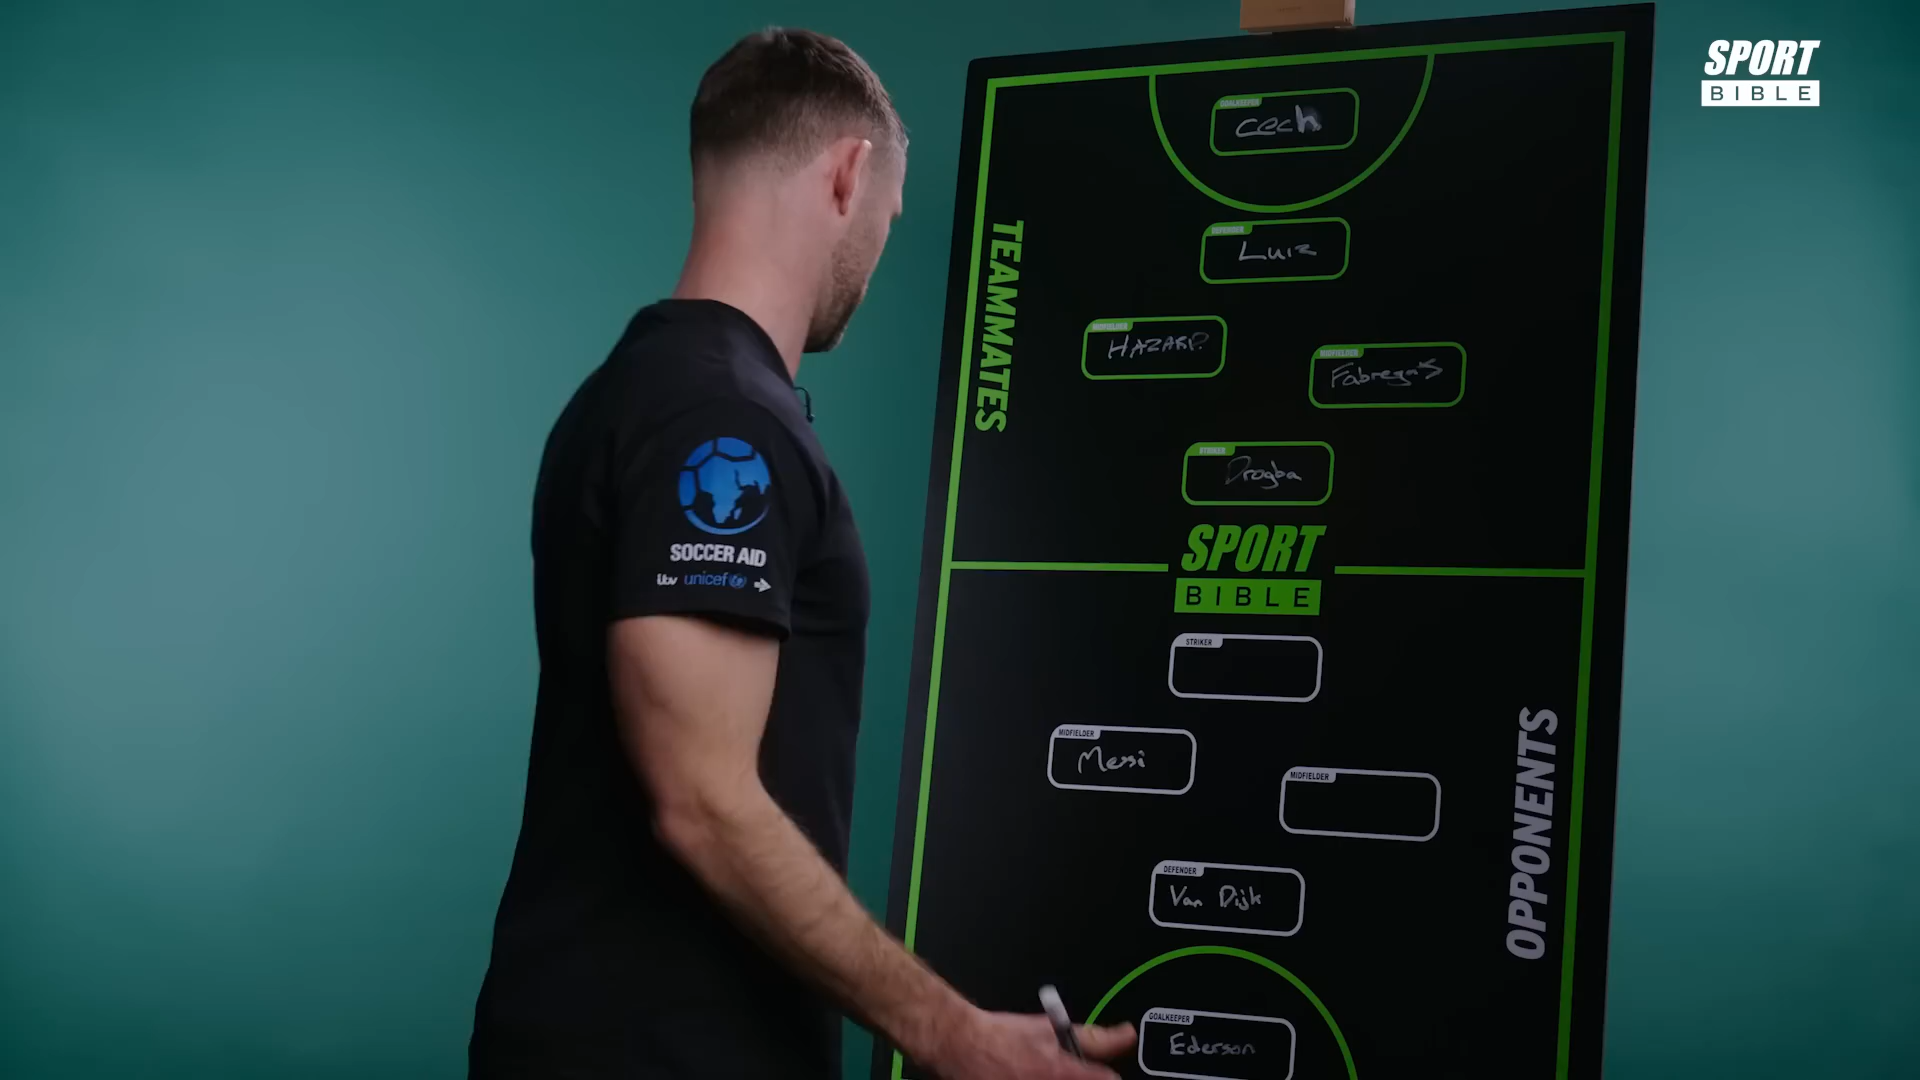 SPORT
BIBLE
GOALKEEPER
Cech
DEFENDER
Luiz
TEAMMATES
MIDFIELDER
HAZARD
MIDFIELDER
Fabregas
STRIKER
Drogba
SOCCER AID
itv unicef
SPORT
BIBLE
STRIKER
MIDFIELDER
Messi
MIDFIELDER
OPPONENTS
DEFENDER
Van Dijk
GOALKEEPER
Ederson